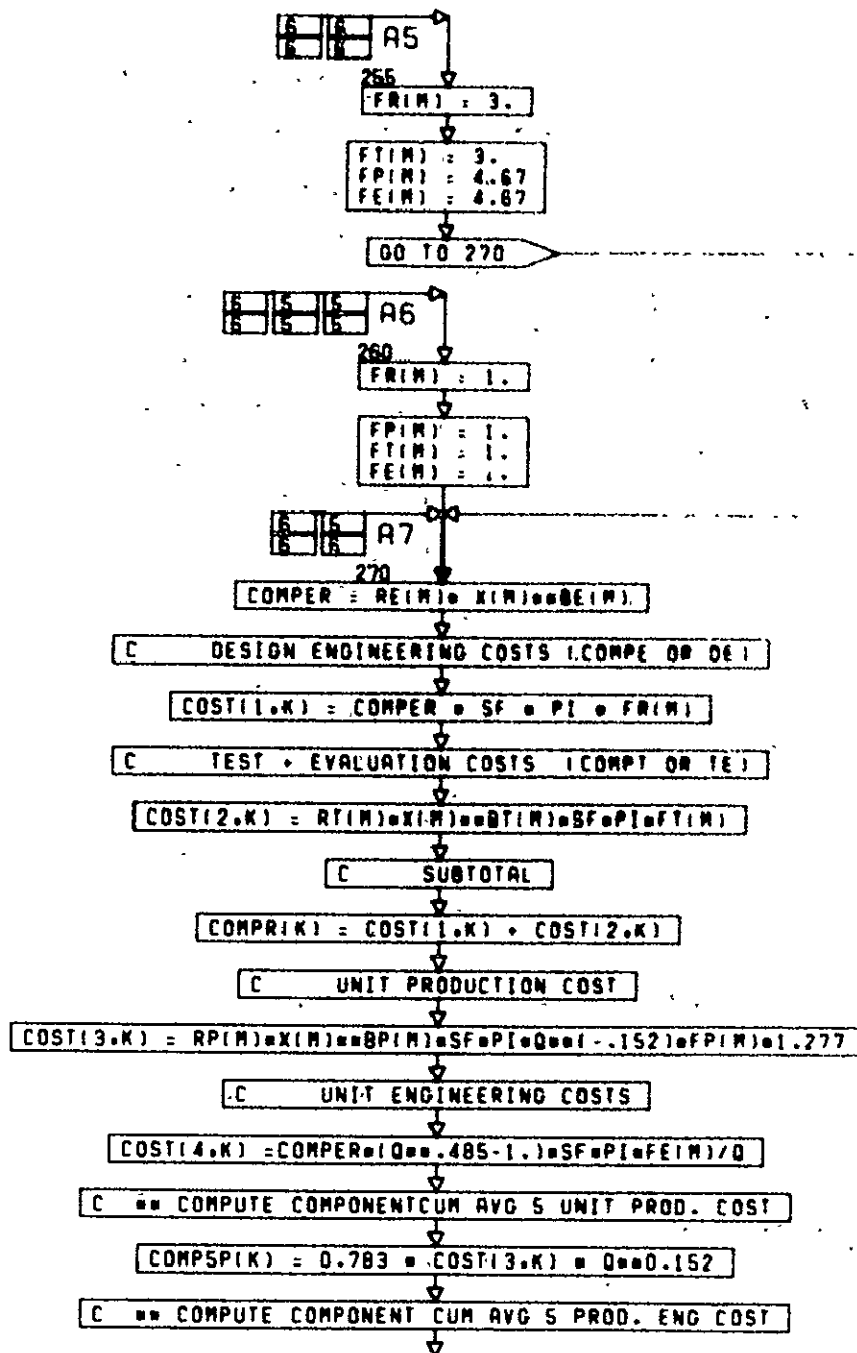 A5
FR(M) = 3.
FT(M) = 3.
FP(M) = 4.67
FE(M) = 4.67
GO TO 270
A6
260
FR(M) = 1.
FP(M) = 1.
FT(M) = 1.
FE(M) = 1.
A7
270
COMPER = RE(M)* X(M)**BE(M)
C DESIGN ENGINEERING COSTS (COMPE OR DE)
COST(1,K) = COMPER * SF * PI * FR(M)
C TEST + EVALUATION COSTS (COMPT OR TE)
COST(2,K) = RT(M)*X(M)**BT(M)*SF*PI*FT(M)
C SUBTOTAL
COMPR(K) = COST(1,K) + COST(2,K)
C UNIT PRODUCTION COST
COST(3,K) = RP(M)*X(M)**BP(M)*SF*PI*Q**(-.152)*FP(M)*1.277
C UNIT ENGINEERING COSTS
COST(4,K) =COMPER*(Q**.485-1.)*SF*PI*FE(M)/Q
C ** COMPUTE COMPONENTCUM AVG 5 UNIT PROD. COST
COMP5P(K) = 0.783 * COST(3,K) * Q**0.152
C ** COMPUTE COMPONENT CUM AVG 5 PROD. ENG COST